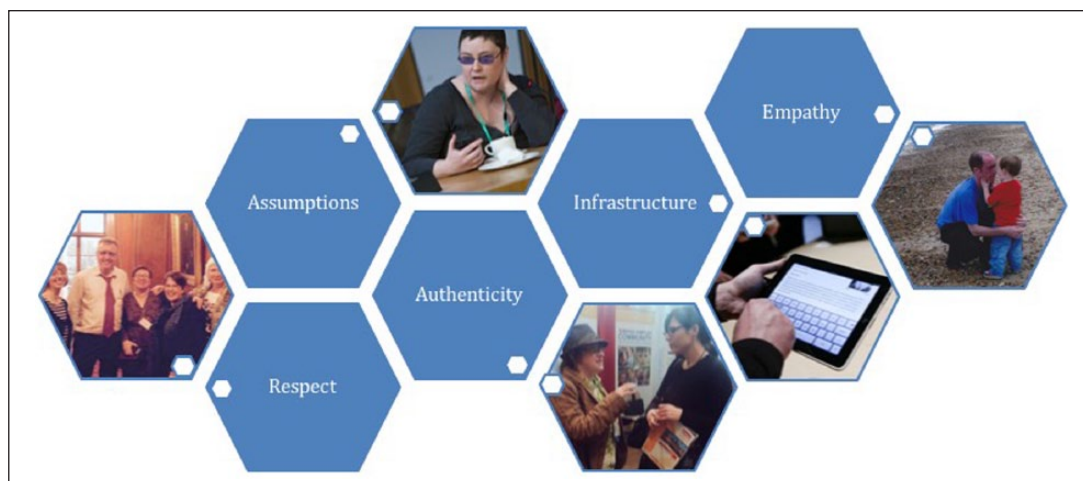 Empathy
Assumptions
Infrastructure
Authenticity
Respect